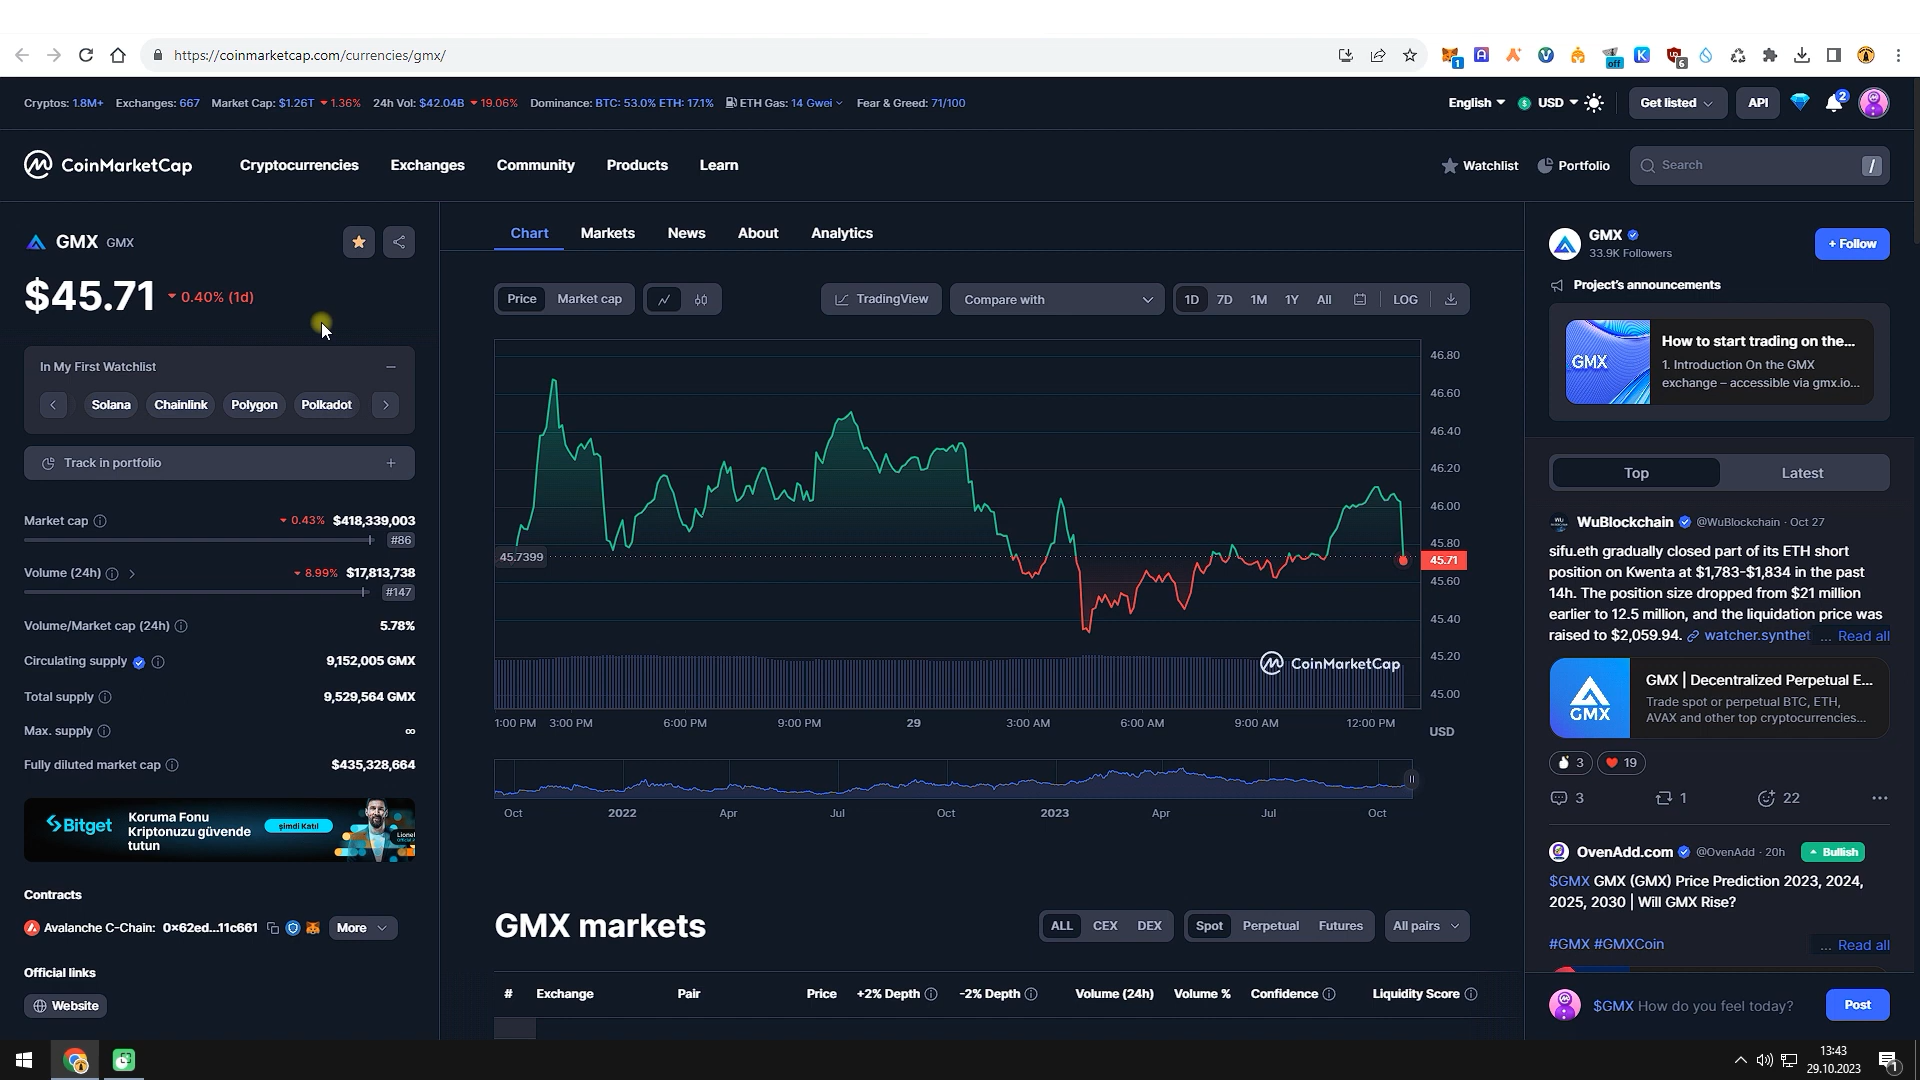 https://coinmarketcap.com/currencies/gmx/
1
off
6
Cryptos: 1.8M+ Exchanges: 667 Market Cap: $1.26T 1.36% 24h Vol: $42.04B 19.06% Dominance: BTC: 53.0% ETH: 17.1% ETH Gas: 14 Gwei Fear & Greed: 71/100
English USD Get listed API 2
CoinMarketCap Cryptocurrencies Exchanges Community Products Learn
Watchlist Portfolio Search /
GMX GMX
$45.71 0.40% (1d)
In My First Watchlist
Solana Chainlink Polygon Polkadot
Track in portfolio +
Market cap 0.43% $418,339,003
#86
Volume (24h) 8.99% $17,813,738
#147
Volume/Market cap (24h) 5.78%
Circulating supply 9,152,005 GMX
Total supply 9,529,564 GMX
Max. supply ∞
Fully diluted market cap $435,328,664
Bitget
Koruma Fonu
Kriptonuzu güvende
tutun
şimdi Katıl
Lionel
Contracts
Avalanche C-Chain: 0x62ed...11c661 More
Official links
Website
Chart Markets News About Analytics
Price Market cap TradingView Compare with 1D 7D 1M 1Y All LOG
46.80
46.60
46.40
46.20
46.00
45.80
45.7399
45.71
45.60
45.40
45.20
45.00
CoinMarketCap
1:00 PM 3:00 PM 6:00 PM 9:00 PM 29 3:00 AM 6:00 AM 9:00 AM 12:00 PM
USD
Oct 2022 Apr Jul Oct 2023 Apr Jul Oct
GMX markets
ALL CEX DEX Spot Perpetual Futures All pairs
# Exchange Pair Price +2% Depth -2% Depth Volume (24h) Volume % Confidence Liquidity Score
GMX
33.9K Followers
+ Follow
Project's announcements
GMX
How to start trading on the...
1. Introduction On the GMX
exchange – accessible via gmx.io...
Top Latest
WuBlockchain @WuBlockchain · Oct 27
sifu.eth gradually closed part of its ETH short
position on Kwenta at $1,783-$1,834 in the past
14h. The position size dropped from $21 million
earlier to 12.5 million, and the liquidation price was
raised to $2,059.94. watcher.synthet ... Read all
GMX
GMX | Decentralized Perpetual E...
Trade spot or perpetual BTC, ETH,
AVAX and other top cryptocurrencies...
3 19
3 1 22
OvenAdd.com @OvenAdd · 20h Bullish
$GMX GMX (GMX) Price Prediction 2023, 2024,
2025, 2030 | Will GMX Rise?
#GMX #GMXCoin ... Read all
$GMX How do you feel today? Post
13:43
29.10.2023
1